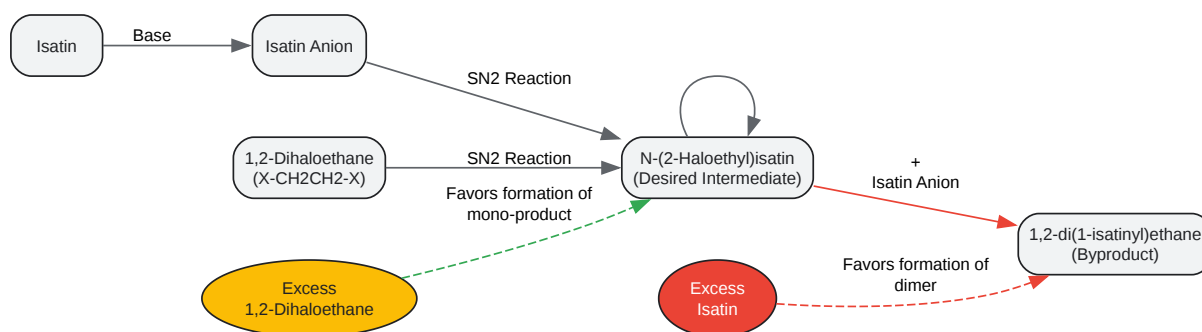 Isatin
Base
Isatin Anion
SN2 Reaction
1,2-Dihaloethane
(X-CH2CH2-X)
SN2 Reaction
N-(2-Haloethyl)isatin
(Desired Intermediate)
+
Isatin Anion
Favors formation of
mono-product
1,2-di(1-isatinyl)ethane
(Byproduct)
Excess
1,2-Dihaloethane
Excess
Isatin
Favors formation of
dimer